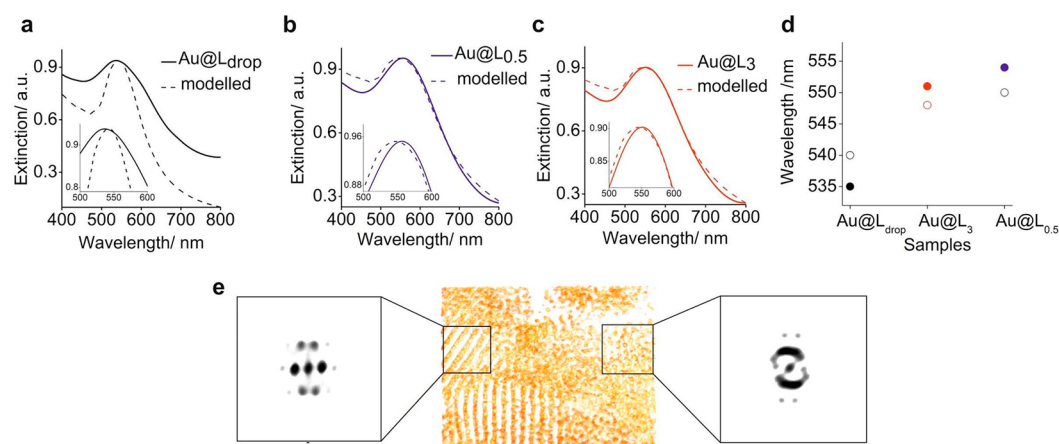 a
Extinction/ a.u.
0.9
0.6
0.3
Au@Ldrop
modelled
0.9
0.8
500 550 600
400 500 600 700 800
Wavelength/ nm
b
Extinction/ a.u.
0.9
0.6
0.3
Au@L0.5
modelled
0.96
0.88
500 550 600
400 500 600 700 800
Wavelength/ nm
c
Extinction/ a.u.
0.9
0.6
0.3
Au@L3
modelled
0.90
0.85
500 550 600
400 500 600 700 800
Wavelength/ nm
d
Wavelength /nm
555
550
545
540
535
Au@Ldrop Au@L3 Au@L0.5
Samples
e